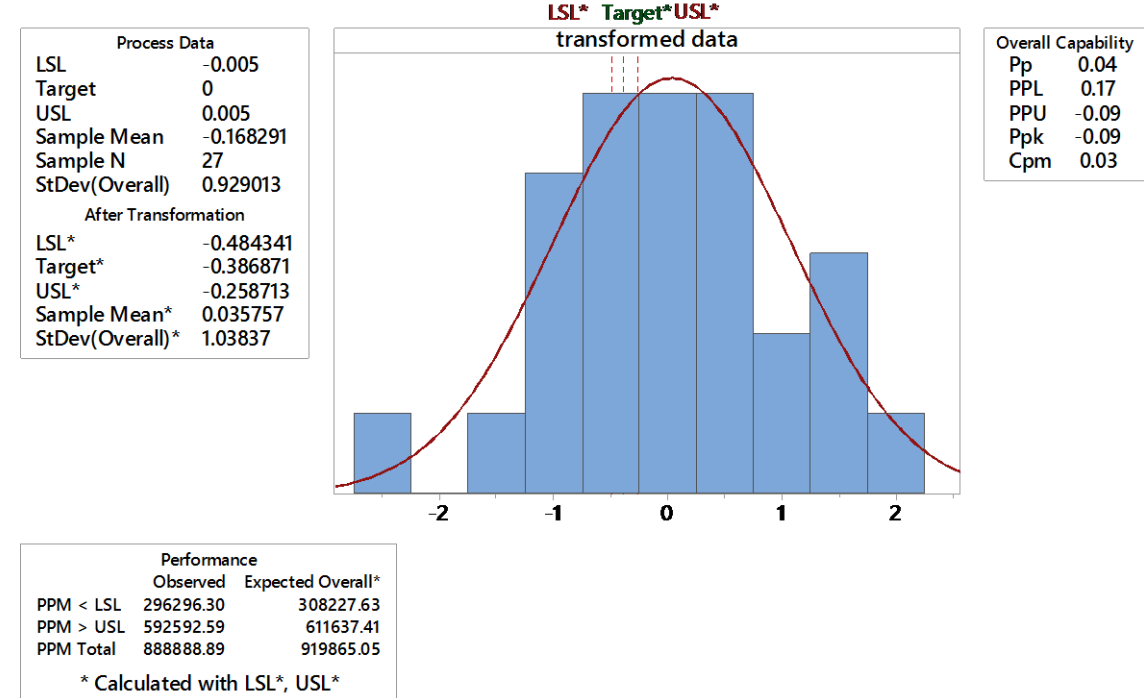 LSL* Target* USL*
transformed data
Process Data
LSL -0.005
Target 0
USL 0.005
Sample Mean -0.168291
Sample N 27
StDev(Overall) 0.929013
After Transformation
LSL* -0.484341
Target* -0.386871
USL* -0.258713
Sample Mean* 0.035757
StDev(Overall)* 1.03837
Overall Capability
Pp 0.04
PPL 0.17
PPU -0.09
Ppk -0.09
Cpm 0.03
-2 -1 0 1 2
Performance
Observed Expected Overall*
PPM < LSL 296296.30 308227.63
PPM > USL 592592.59 611637.41
PPM Total 888888.89 919865.05
* Calculated with LSL*, USL*